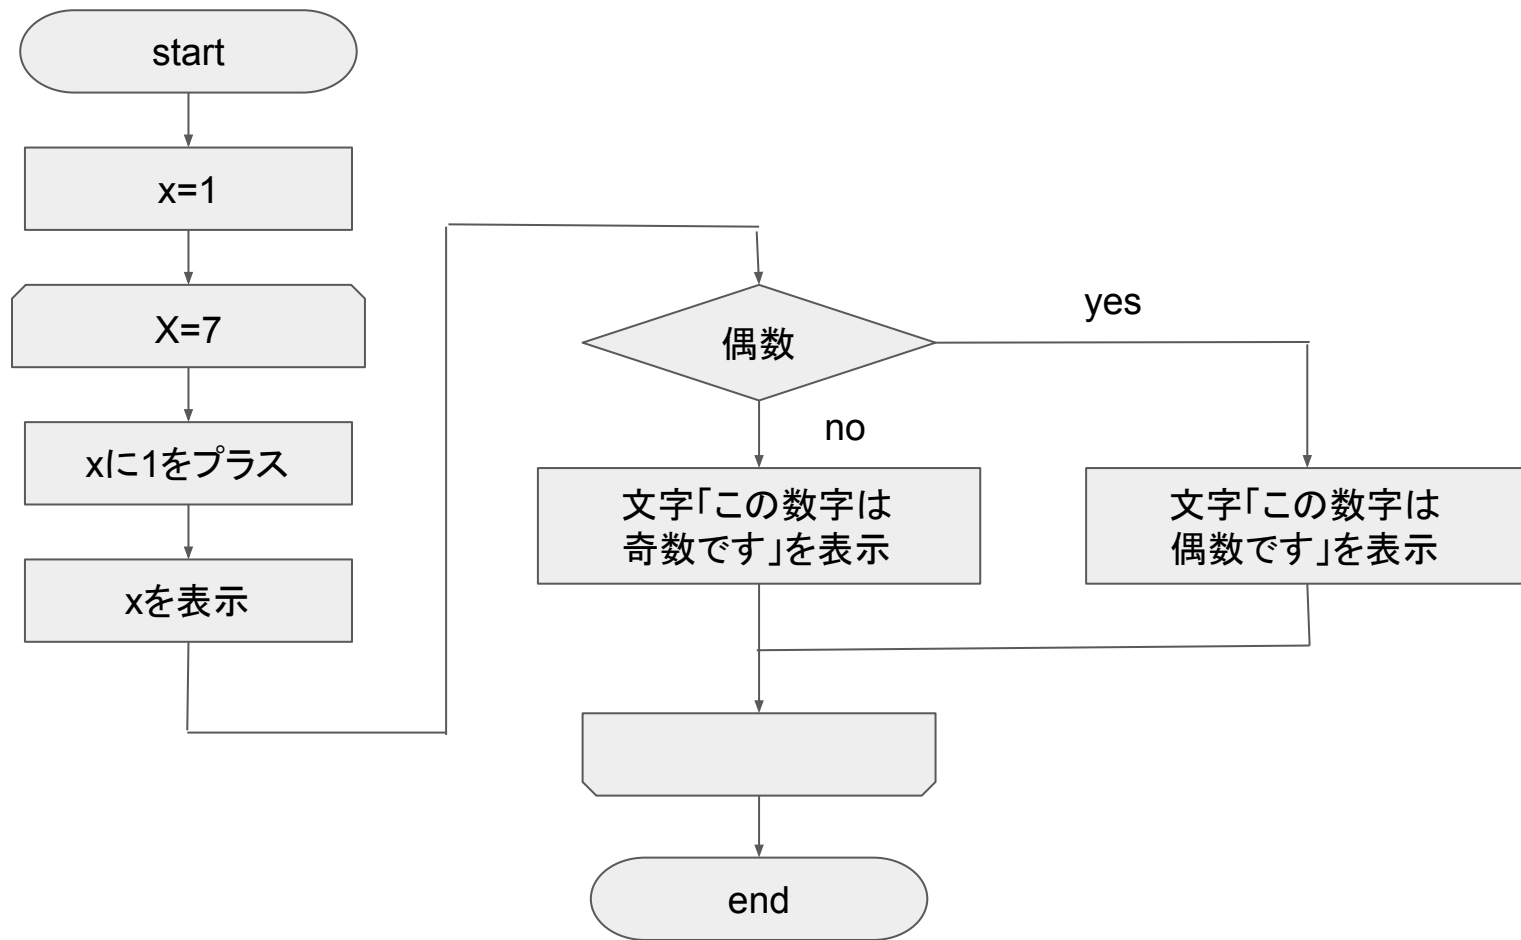 start
x=1
X=7
xに1をプラス
xを表示
偶数
yes
no
文字「この数字は
奇数です」を表示
文字「この数字は
偶数です」を表示
end